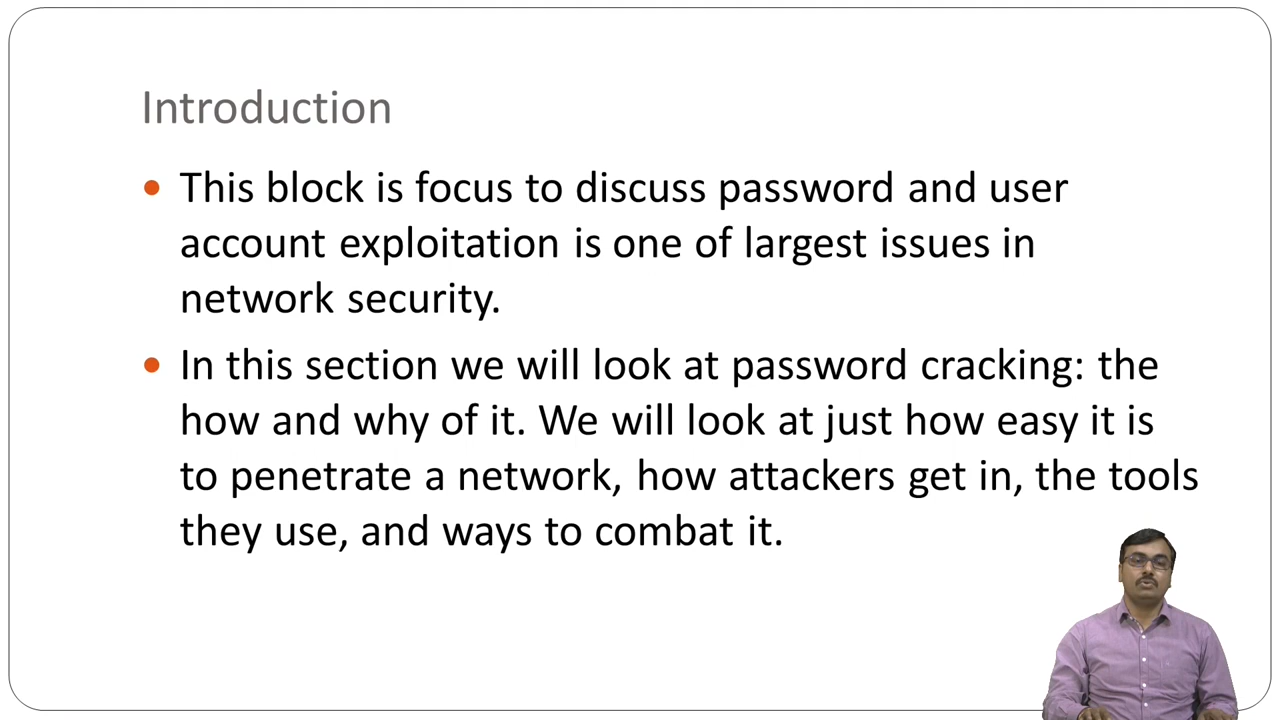 Introduction
This block is focus to discuss password and user
account exploitation is one of largest issues in
network security.
In this section we will look at password cracking: the
how and why of it. We will look at just how easy it is
to penetrate a network, how attackers get in, the tools
they use, and ways to combat it.